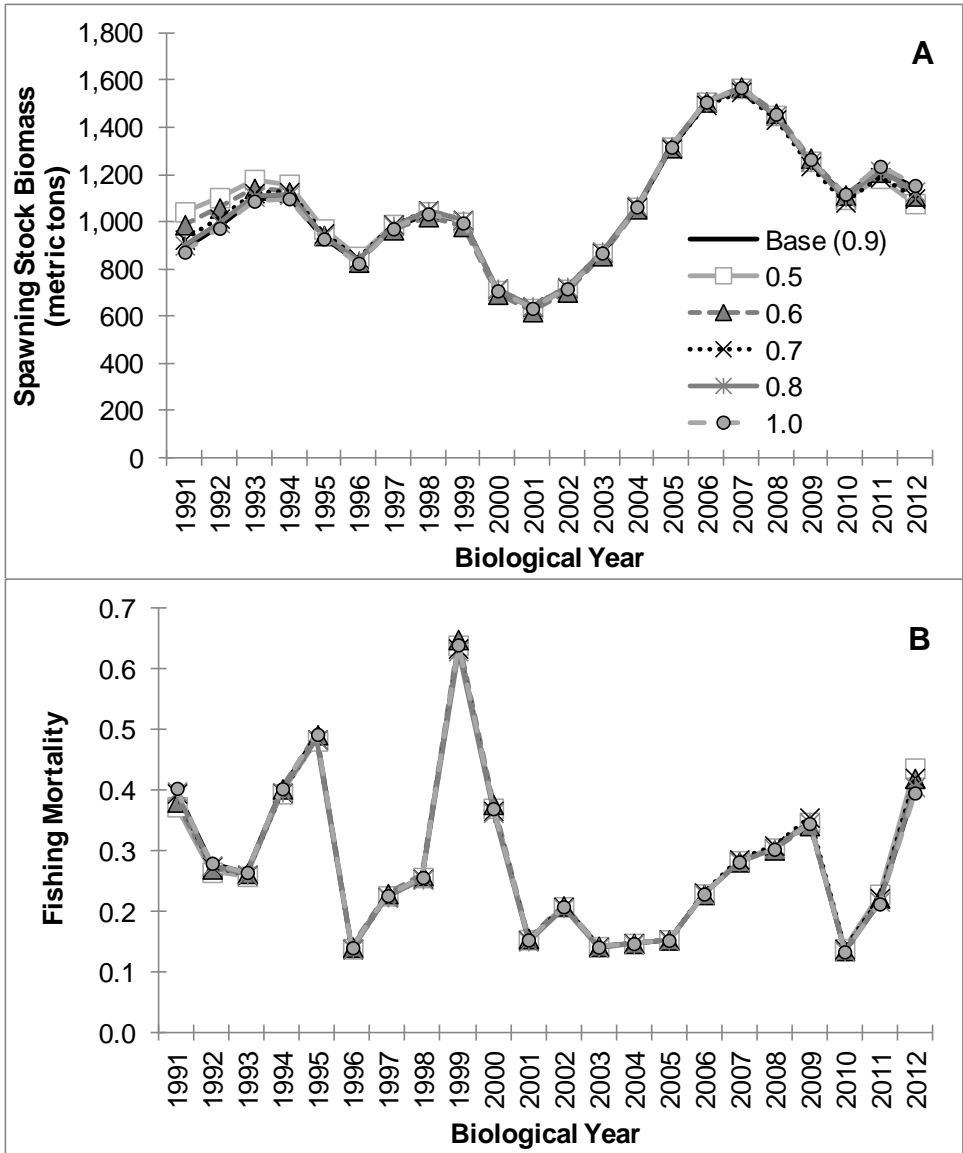 A
Spawning Stock Biomass
(metric tons)
1,800
1,600
1,400
1,200
1,000
800
600
400
200
0
Base (0.9)
0.5
0.6
0.7
0.8
1.0
1991 1992 1993 1994 1995 1996 1997 1998 1999 2000 2001 2002 2003 2004 2005 2006 2007 2008 2009 2010 2011 2012
Biological Year
B
Fishing Mortality
0.7
0.6
0.5
0.4
0.3
0.2
0.1
0.0
1991 1992 1993 1994 1995 1996 1997 1998 1999 2000 2001 2002 2003 2004 2005 2006 2007 2008 2009 2010 2011 2012
Biological Year